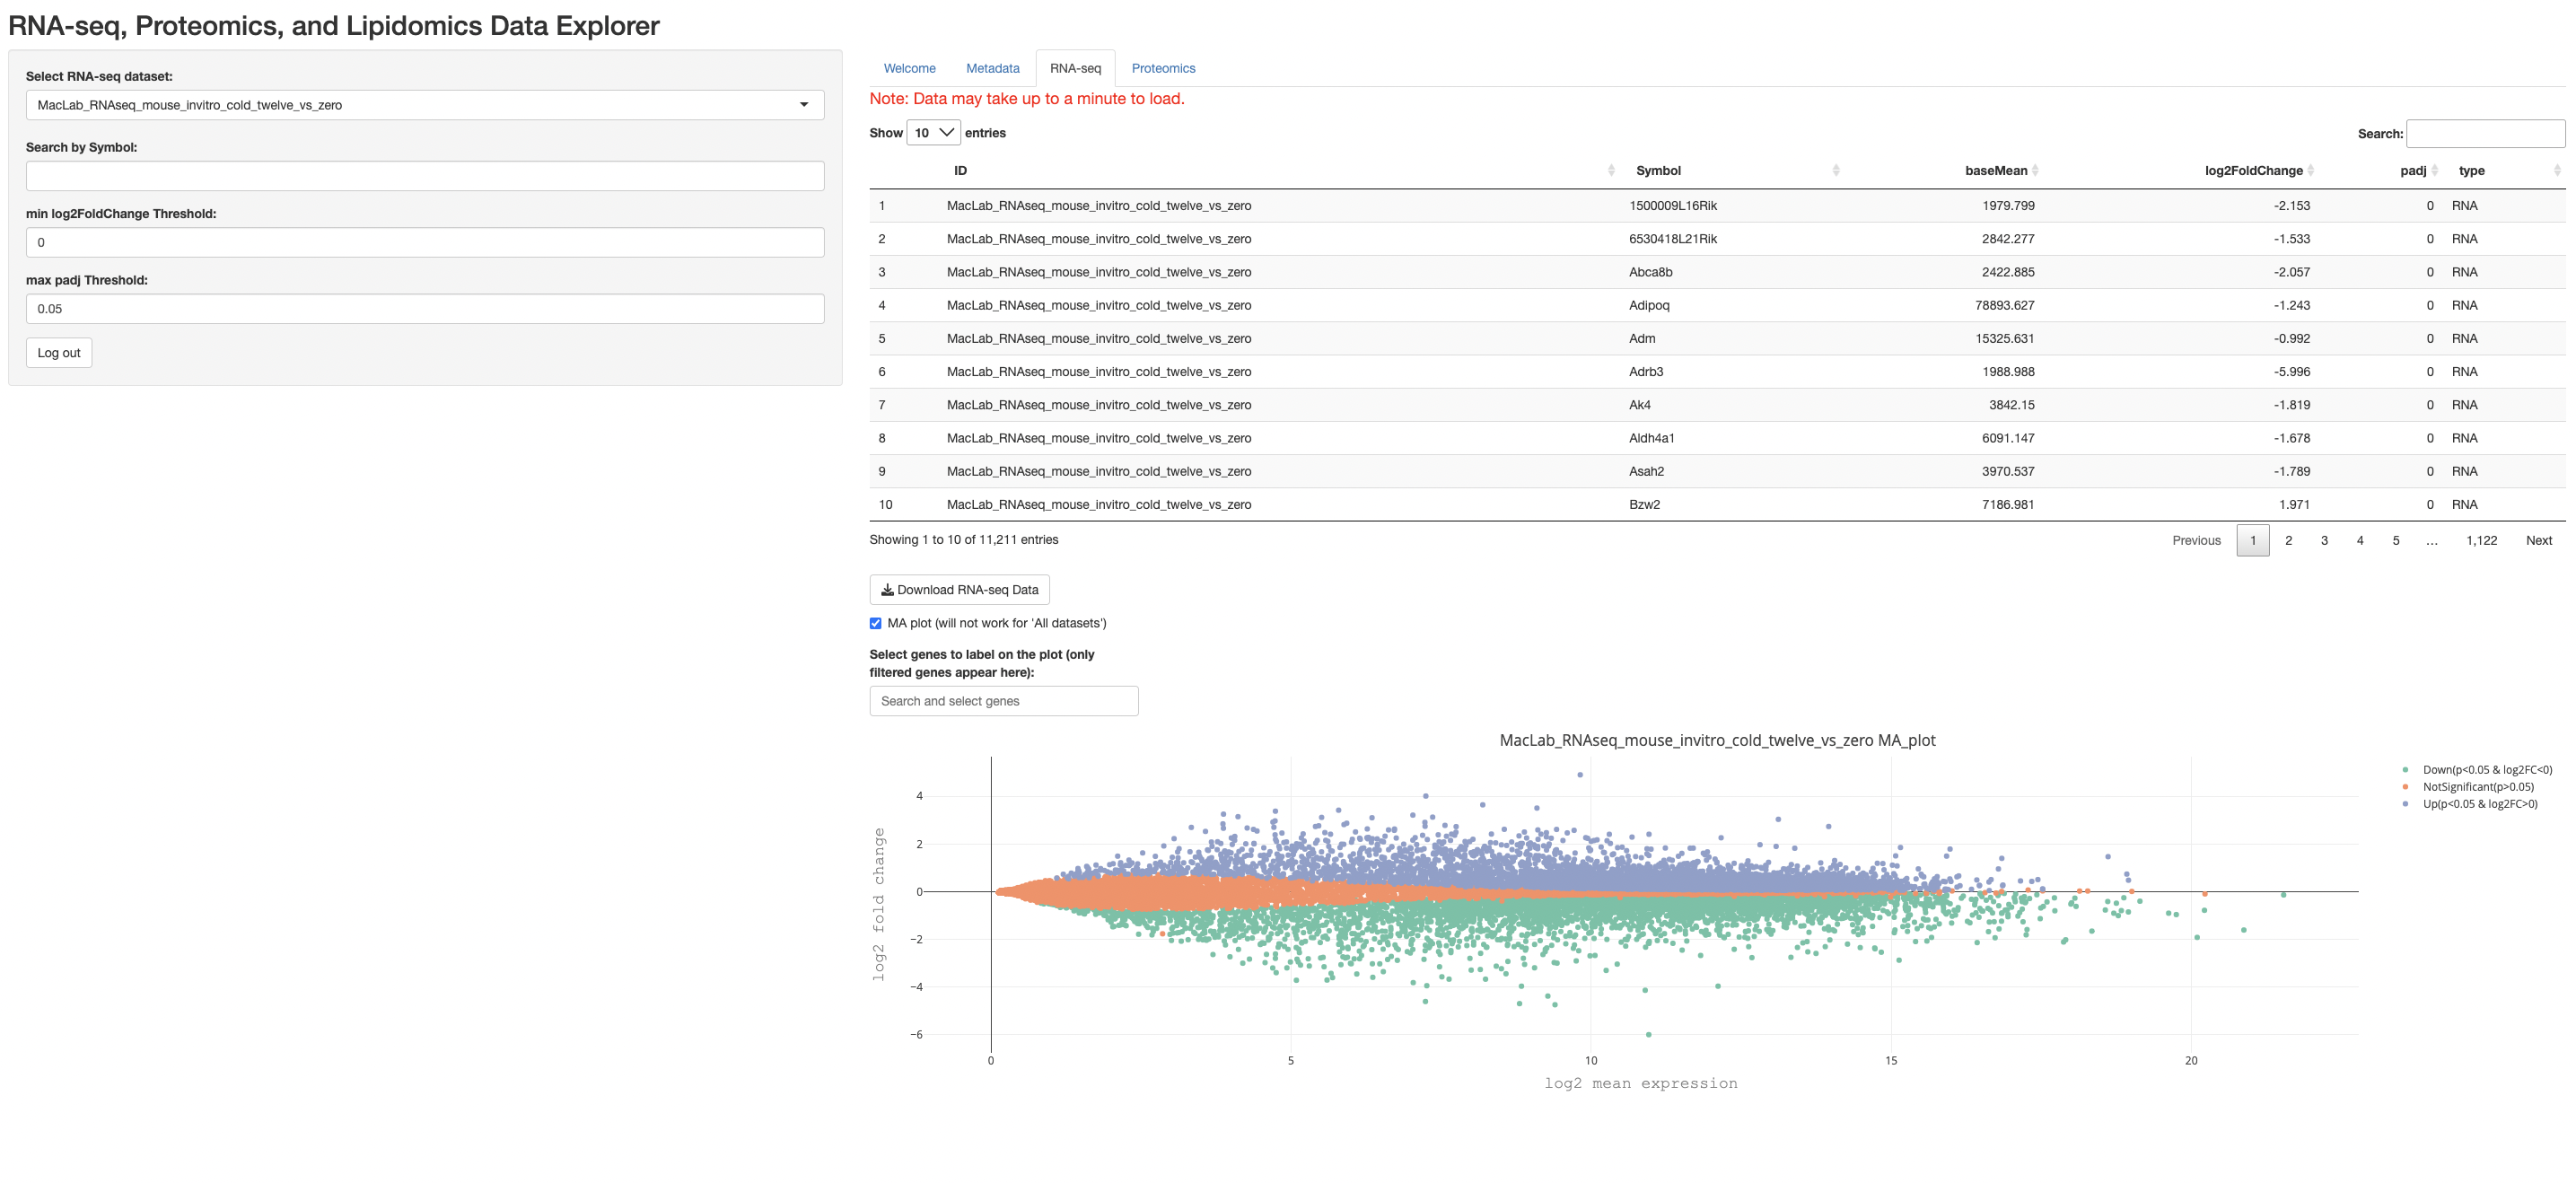 RNA-seq, Proteomics, and Lipidomics Data Explorer
Select RNA-seq dataset:
MacLab_RNAseq_mouse_invitro_cold_twelve_vs_zero
Search by Symbol:
min log2FoldChange Threshold:
0
max padj Threshold:
0.05
Log out
Welcome Metadata RNA-seq Proteomics
Note: Data may take up to a minute to load.
Show 10 entries Search:
ID Symbol baseMean log2FoldChange padj type
1 MacLab_RNAseq_mouse_invitro_cold_twelve_vs_zero 1500009L16Rik 1979.799 -2.153 0 RNA
2 MacLab_RNAseq_mouse_invitro_cold_twelve_vs_zero 6530418L21Rik 2842.277 -1.533 0 RNA
3 MacLab_RNAseq_mouse_invitro_cold_twelve_vs_zero Abca8b 2422.885 -2.057 0 RNA
4 MacLab_RNAseq_mouse_invitro_cold_twelve_vs_zero Adipoq 78893.627 -1.243 0 RNA
5 MacLab_RNAseq_mouse_invitro_cold_twelve_vs_zero Adm 15325.631 -0.992 0 RNA
6 MacLab_RNAseq_mouse_invitro_cold_twelve_vs_zero Adrb3 1988.988 -5.996 0 RNA
7 MacLab_RNAseq_mouse_invitro_cold_twelve_vs_zero Ak4 3842.15 -1.819 0 RNA
8 MacLab_RNAseq_mouse_invitro_cold_twelve_vs_zero Aldh4a1 6091.147 -1.678 0 RNA
9 MacLab_RNAseq_mouse_invitro_cold_twelve_vs_zero Asah2 3970.537 -1.789 0 RNA
10 MacLab_RNAseq_mouse_invitro_cold_twelve_vs_zero Bzw2 7186.981 1.971 0 RNA
Showing 1 to 10 of 11,211 entries Previous 1 2 3 4 5 … 1,122 Next
Download RNA-seq Data
MA plot (will not work for 'All datasets')
Select genes to label on the plot (only
filtered genes appear here):
Search and select genes
MacLab_RNAseq_mouse_invitro_cold_twelve_vs_zero MA_plot
Down(p<0.05 & log2FC<0)
NotSignificant(p>0.05)
Up(p<0.05 & log2FC>0)
log2 fold change
4
2
0
−2
−4
−6
0 5 10 15 20
log2 mean expression